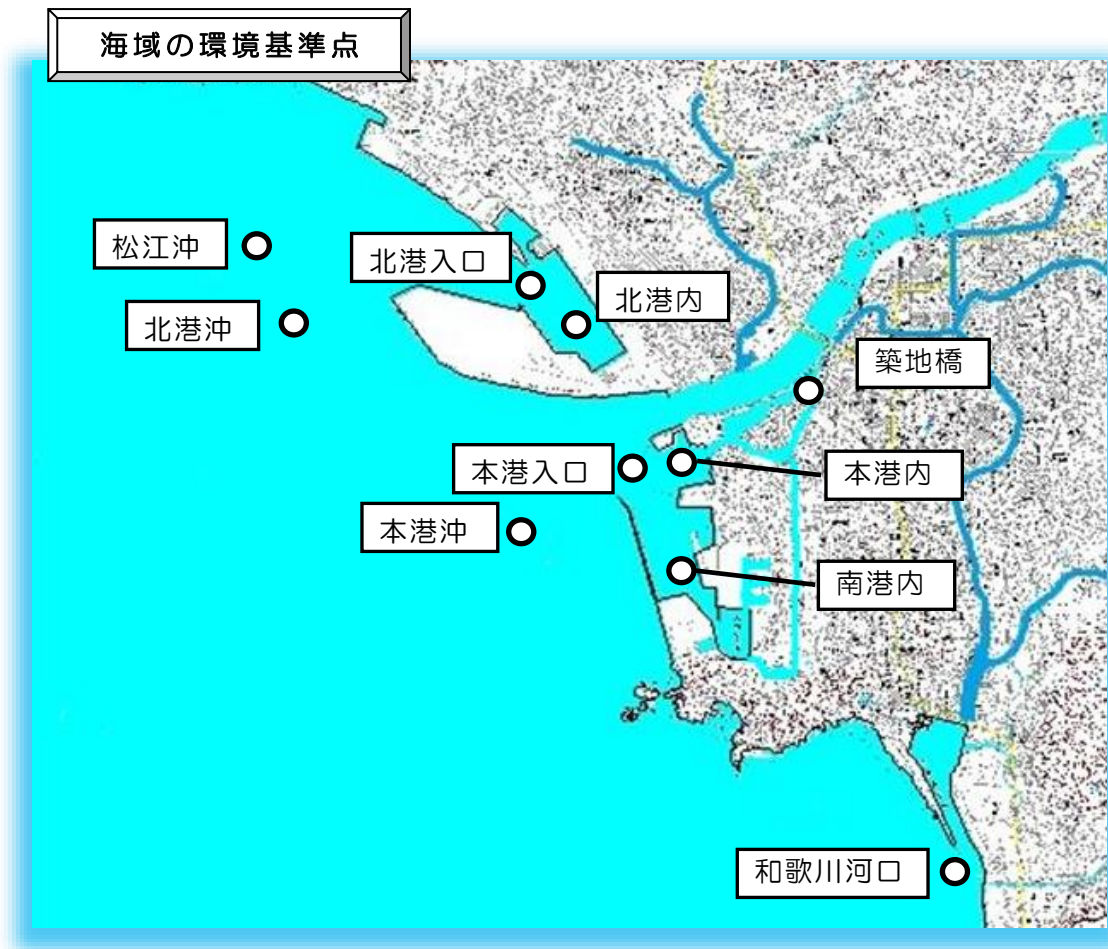 海域の環境基準点
松江沖
北港入口
北港内
北港沖
築地橋
本港入口
本港内
本港沖
南港内
和歌川河口